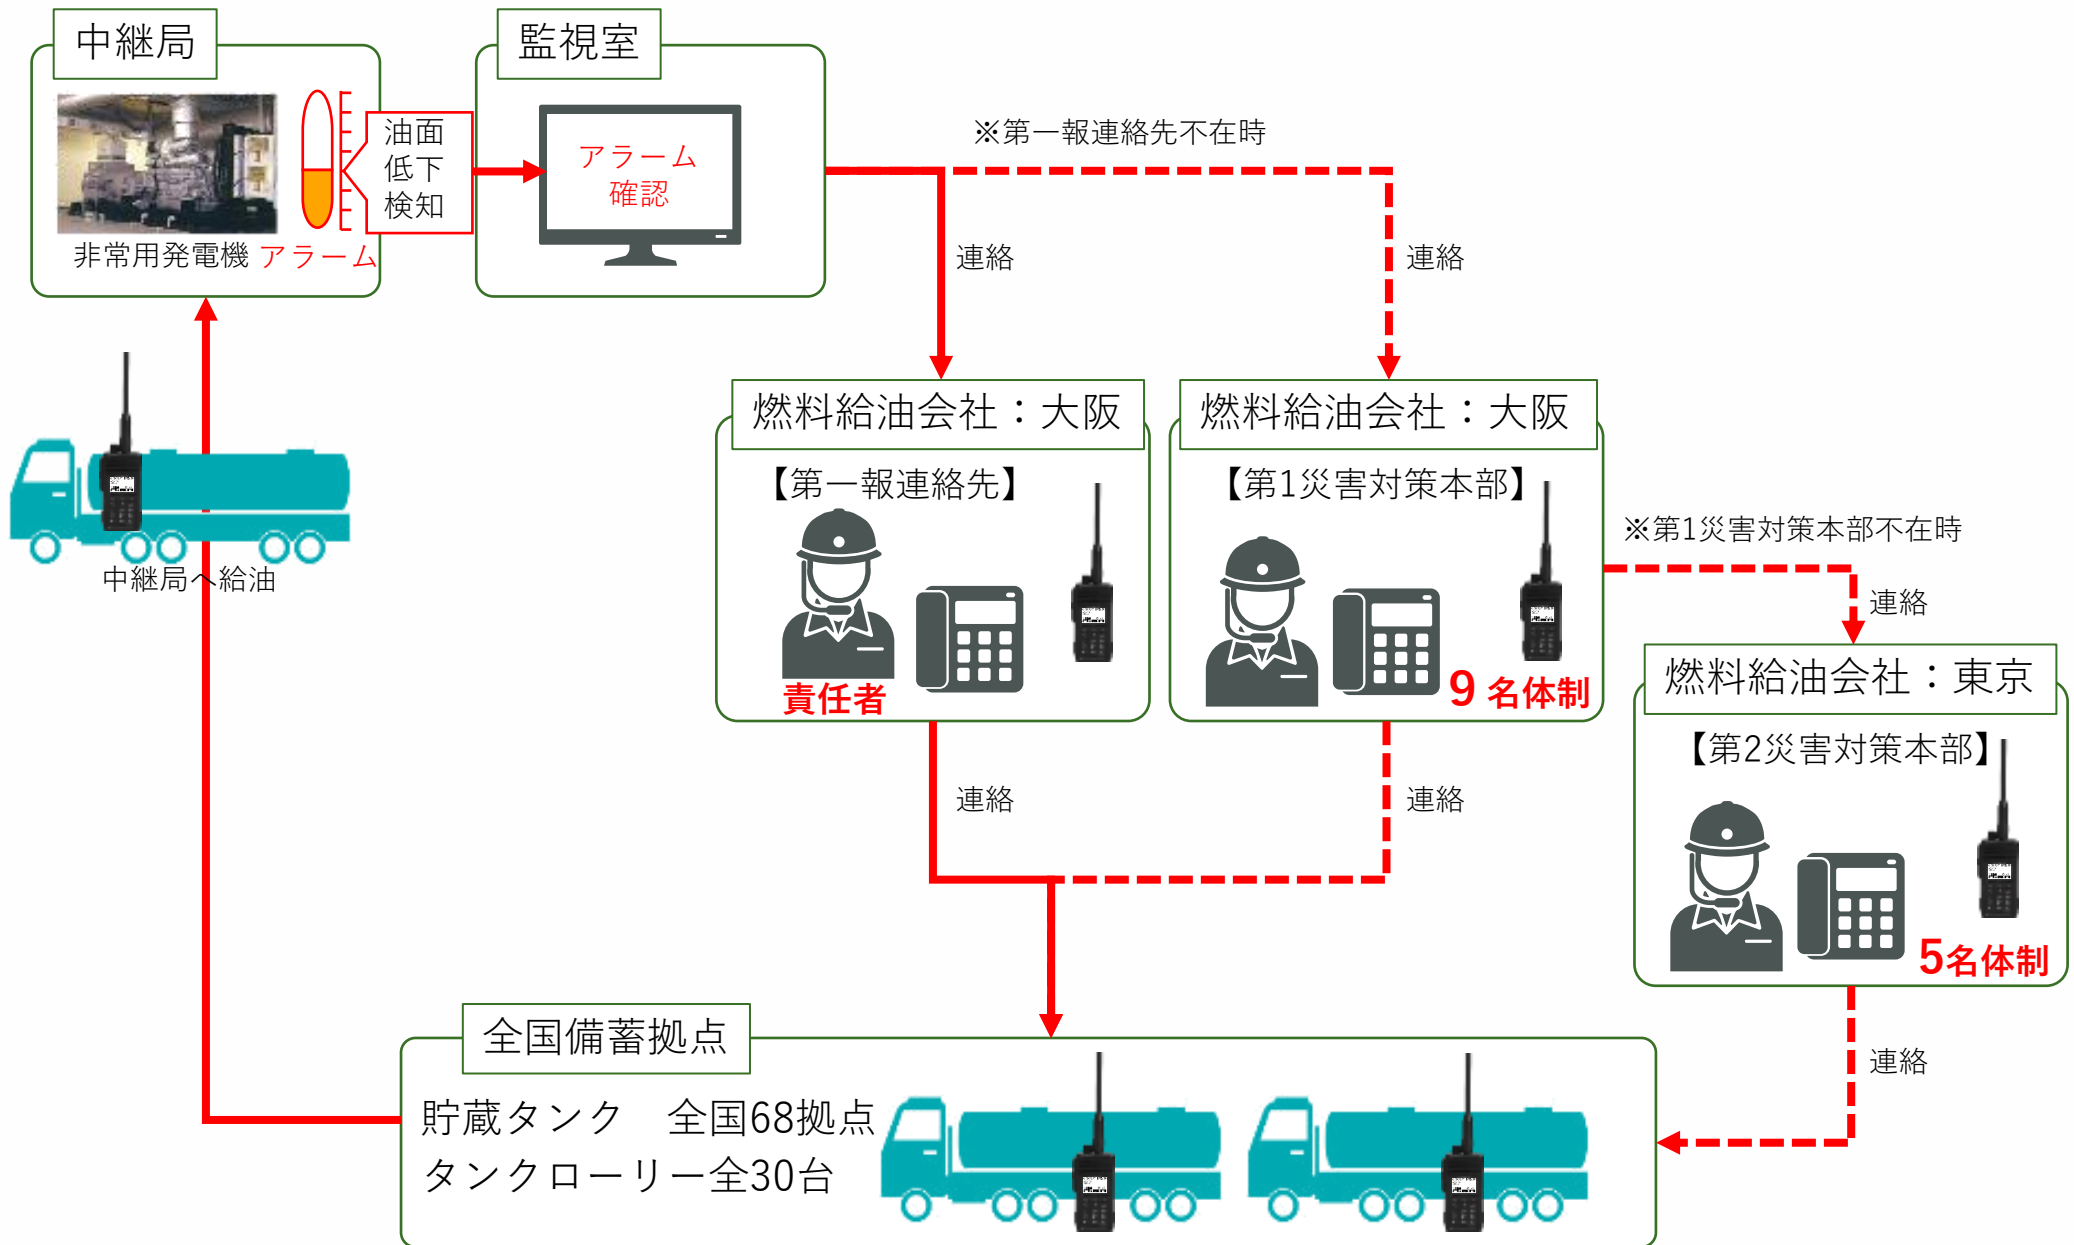 中継局
監視室
油面
低下
検知
アラーム
確認
非常用発電機
アラーム
※第一報連絡先不在時
連絡
連絡
燃料給油会社：大阪
【第一報連絡先】
責任者
燃料給油会社：大阪
【第1災害対策本部】
9 名体制
※第1災害対策本部不在時
連絡
中継局へ給油
燃料給油会社：東京
【第2災害対策本部】
5名体制
連絡
連絡
連絡
全国備蓄拠点
貯蔵タンク　全国68拠点
タンクローリー全30台